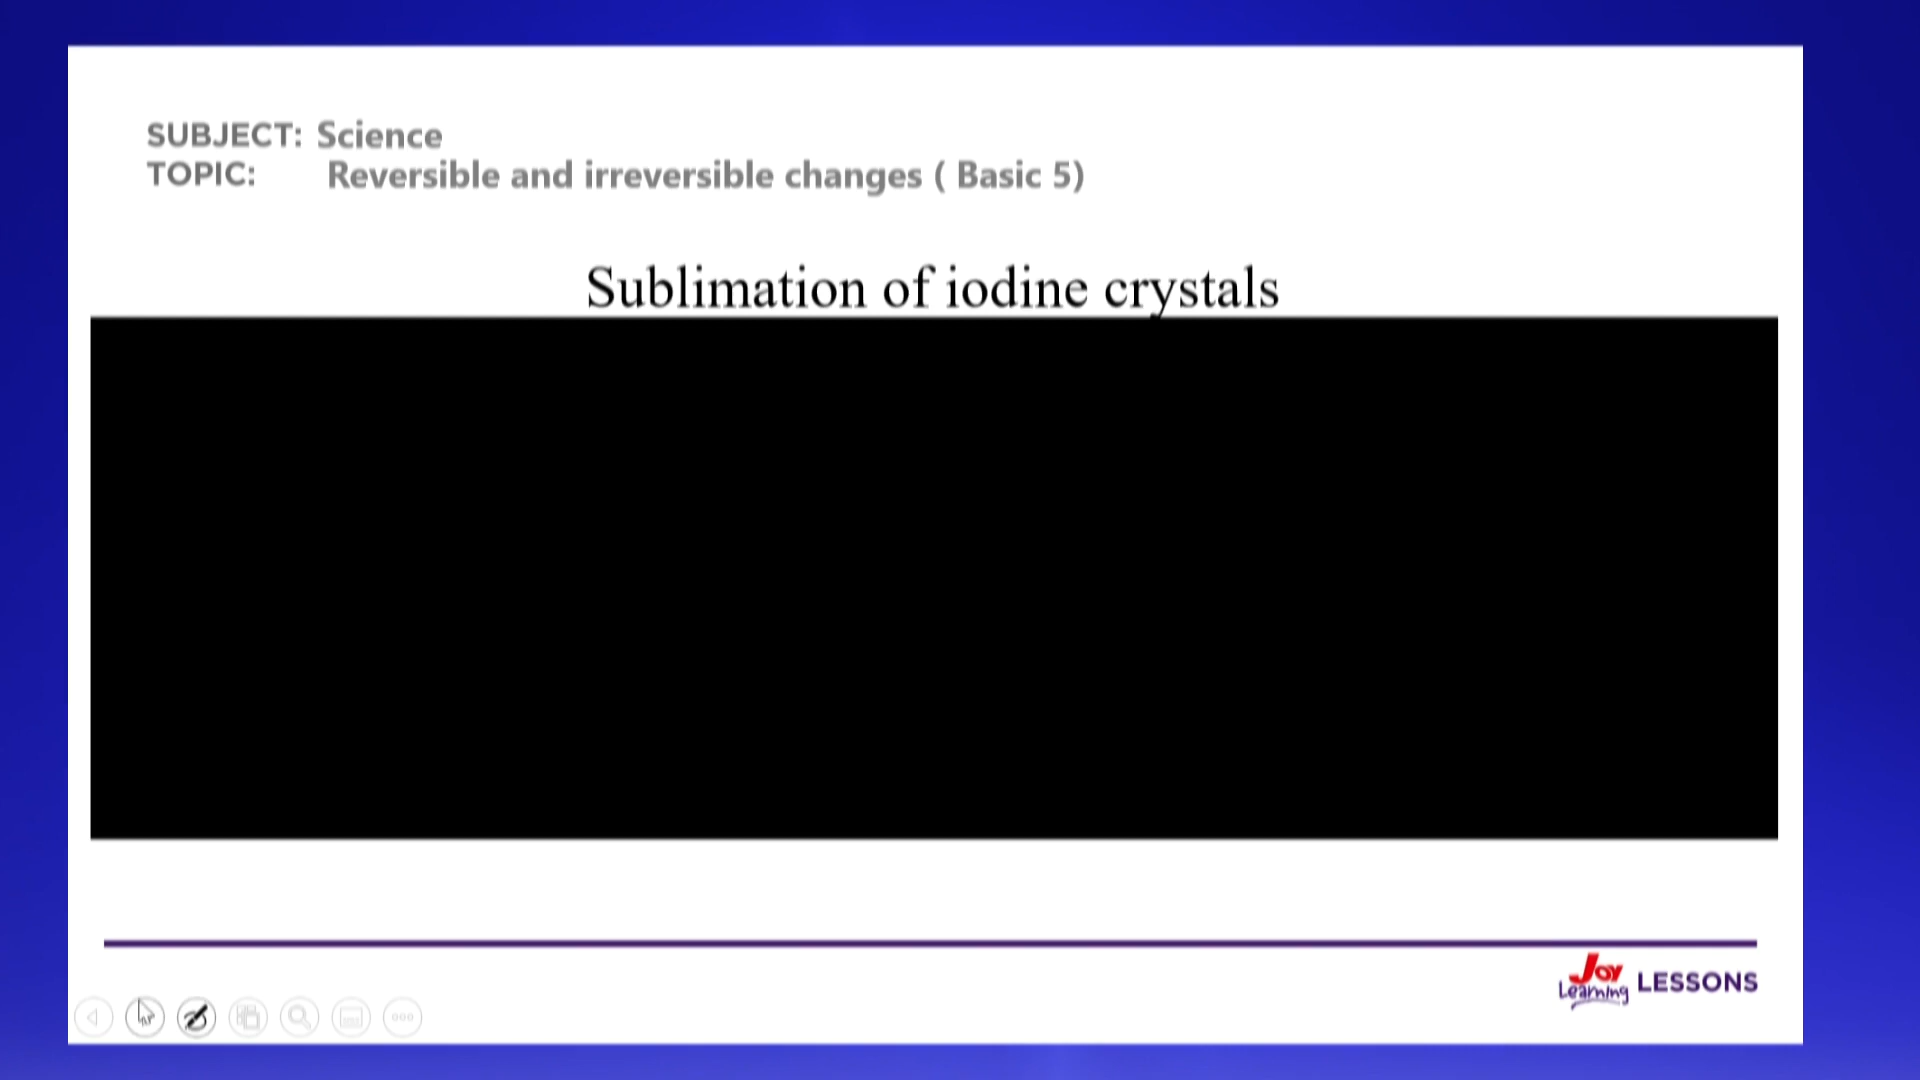 SUBJECT: Science
TOPIC: Reversible and irreversible changes ( Basic 5)
Sublimation of iodine crystals
Joy Learning LESSONS